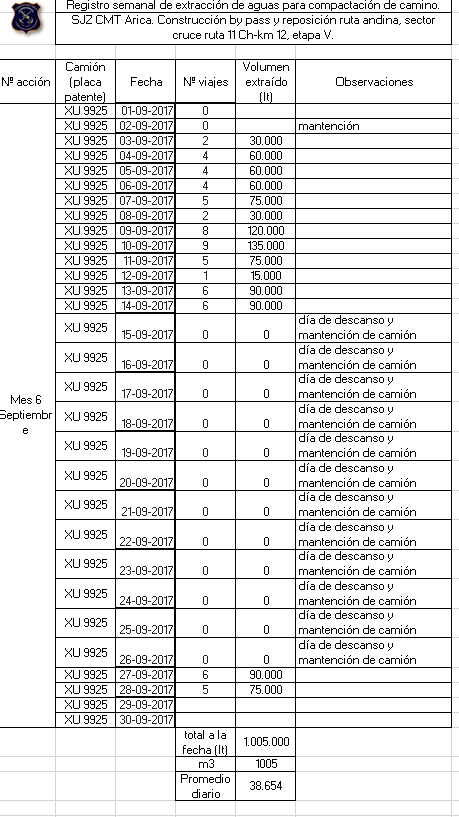 Registro semanal de extracción de aguas para compactación de camino.
SJZ CMT Arica. Construcción by pass y reposición ruta andina, sector
cruce ruta 11 Ch-km 12, etapa V.
Nº acción Camión (placa patente) Fecha Nº viajes Volumen extraído (lt) Observaciones
Mes 6 Septiembre
XU 9925 01-09-2017 0
XU 9925 02-09-2017 0 mantención
XU 9925 03-09-2017 2 30.000
XU 9925 04-09-2017 4 60.000
XU 9925 05-09-2017 4 60.000
XU 9925 06-09-2017 4 60.000
XU 9925 07-09-2017 5 75.000
XU 9925 08-09-2017 2 30.000
XU 9925 09-09-2017 8 120.000
XU 9925 10-09-2017 9 135.000
XU 9925 11-09-2017 5 75.000
XU 9925 12-09-2017 1 15.000
XU 9925 13-09-2017 6 90.000
XU 9925 14-09-2017 6 90.000
XU 9925 15-09-2017 0 0 día de descanso y mantención de camión
XU 9925 16-09-2017 0 0 día de descanso y mantención de camión
XU 9925 17-09-2017 0 0 día de descanso y mantención de camión
XU 9925 18-09-2017 0 0 día de descanso y mantención de camión
XU 9925 19-09-2017 0 0 día de descanso y mantención de camión
XU 9925 20-09-2017 0 0 día de descanso y mantención de camión
XU 9925 21-09-2017 0 0 día de descanso y mantención de camión
XU 9925 22-09-2017 0 0 día de descanso y mantención de camión
XU 9925 23-09-2017 0 0 día de descanso y mantención de camión
XU 9925 24-09-2017 0 0 día de descanso y mantención de camión
XU 9925 25-09-2017 0 0 día de descanso y mantención de camión
XU 9925 26-09-2017 0 0 día de descanso y mantención de camión
XU 9925 27-09-2017 6 90.000
XU 9925 28-09-2017 5 75.000
XU 9925 29-09-2017
XU 9925 30-09-2017
total a la fecha (lt) 1.005.000
m3 1005
Promedio diario 38.654